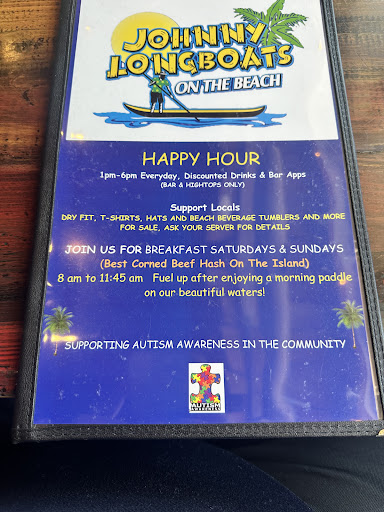 JOHNNY
LONGBOATS
ON THE BEACH
HAPPY HOUR
1pm-6pm Everyday, Discounted Drinks & Bar Apps
(BAR & HIGHTOPS ONLY)
Support Locals
DRY FIT, T-SHIRTS, HATS AND BEACH BEVERAGE TUMBLERS AND MORE
FOR SALE, ASK YOUR SERVER FOR DETAILS
JOIN US FOR BREAKFAST SATURDAYS & SUNDAYS
(Best Corned Beef Hash On The Island)
8 am to 11:45 am Fuel up after enjoying a morning paddle
on our beautiful waters!
SUPPORTING AUTISM AWARENESS IN THE COMMUNITY
AUTISM
AWARENESS